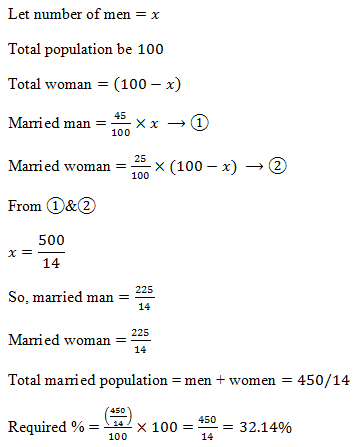 Let number of men = x
Total population be 100
Total woman = (100 − x)
Married man = 45/100 × x → ①
Married woman = 25/100 × (100 − x) → ②
From ①&②
x = 500/14
So, married man = 225/14
Married woman = 225/14
Total married population = men + women = 450/14
Required % = (450/14)/100 × 100 = 450/14 = 32.14%